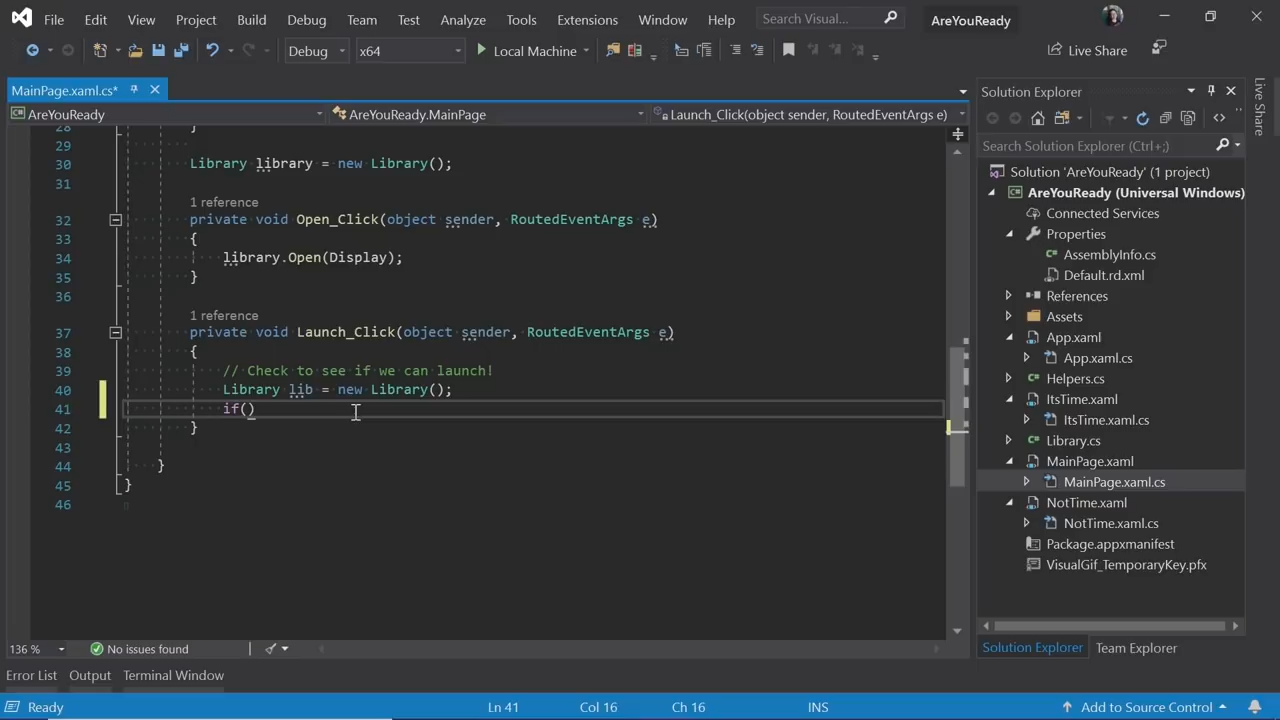 File Edit View Project Build Debug Team Test Analyze Tools Extensions Window Help Search Visual... AreYouReady
Debug x64 Local Machine Live Share
MainPage.xaml.cs*
AreYouReady AreYouReady.MainPage Launch_Click(object sender, RoutedEventArgs e)
28 }
29
30 Library library = new Library();
31
1 reference
32 private void Open_Click(object sender, RoutedEventArgs e)
33 {
34 library.Open(Display);
35 }
36
1 reference
37 private void Launch_Click(object sender, RoutedEventArgs e)
38 {
39 // Check to see if we can launch!
40 Library lib = new Library();
41 if()
42 }
43
44 }
45 }
46
136 % No issues found
Solution Explorer
Search Solution Explorer (Ctrl+;)
Solution 'AreYouReady' (1 project)
AreYouReady (Universal Windows)
Connected Services
Properties
AssemblyInfo.cs
Default.rd.xml
References
Assets
App.xaml
App.xaml.cs
Helpers.cs
ItsTime.xaml
ItsTime.xaml.cs
Library.cs
MainPage.xaml
MainPage.xaml.cs
NotTime.xaml
NotTime.xaml.cs
Package.appxmanifest
VisualGif_TemporaryKey.pfx
Solution Explorer Team Explorer
Live Share
Error List Output Terminal Window
Ready Ln 41 Col 16 Ch 16 INS Add to Source Control